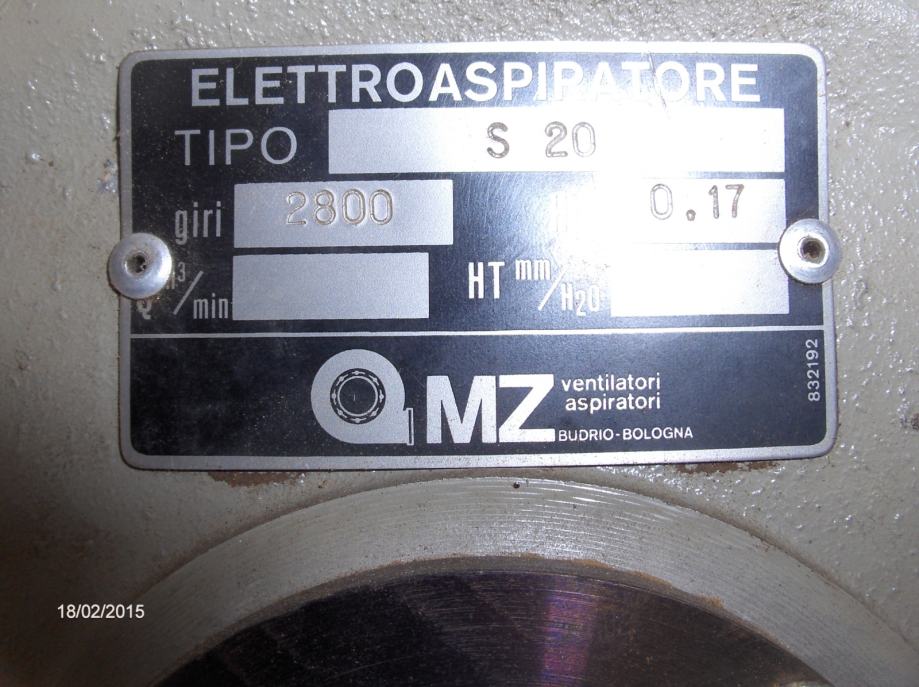 ELETTROASPIRATORE
TIPO S 20
giri 2800 0.17
/min HT mm/H2O
832192
MZ ventilatori
aspiratori
BUDRIO-BOLOGNA
18/02/2015